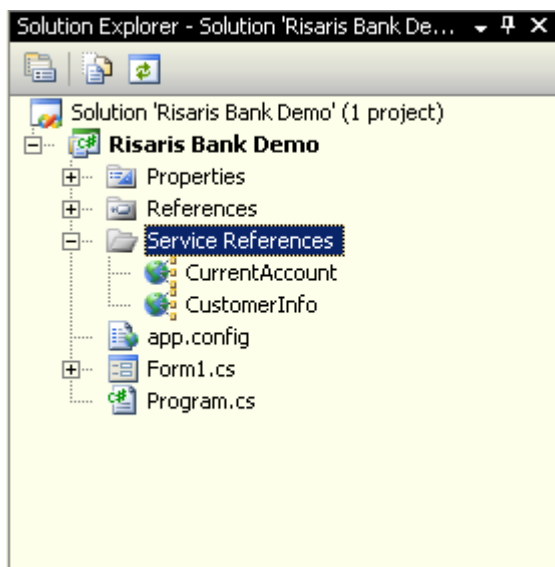 Solution Explorer - Solution 'Risaris Bank De...
Solution 'Risaris Bank Demo' (1 project)
Risaris Bank Demo
Properties
References
Service References
CurrentAccount
CustomerInfo
app.config
Form1.cs
Program.cs